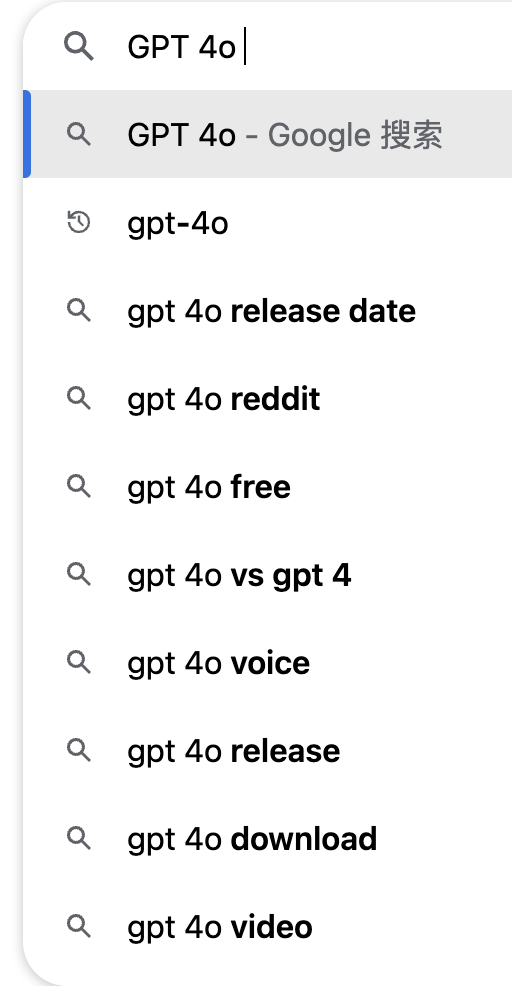 GPT 4o
GPT 4o - Google 搜索
gpt-4o
gpt 4o release date
gpt 4o reddit
gpt 4o free
gpt 4o vs gpt 4
gpt 4o voice
gpt 4o release
gpt 4o download
gpt 4o video